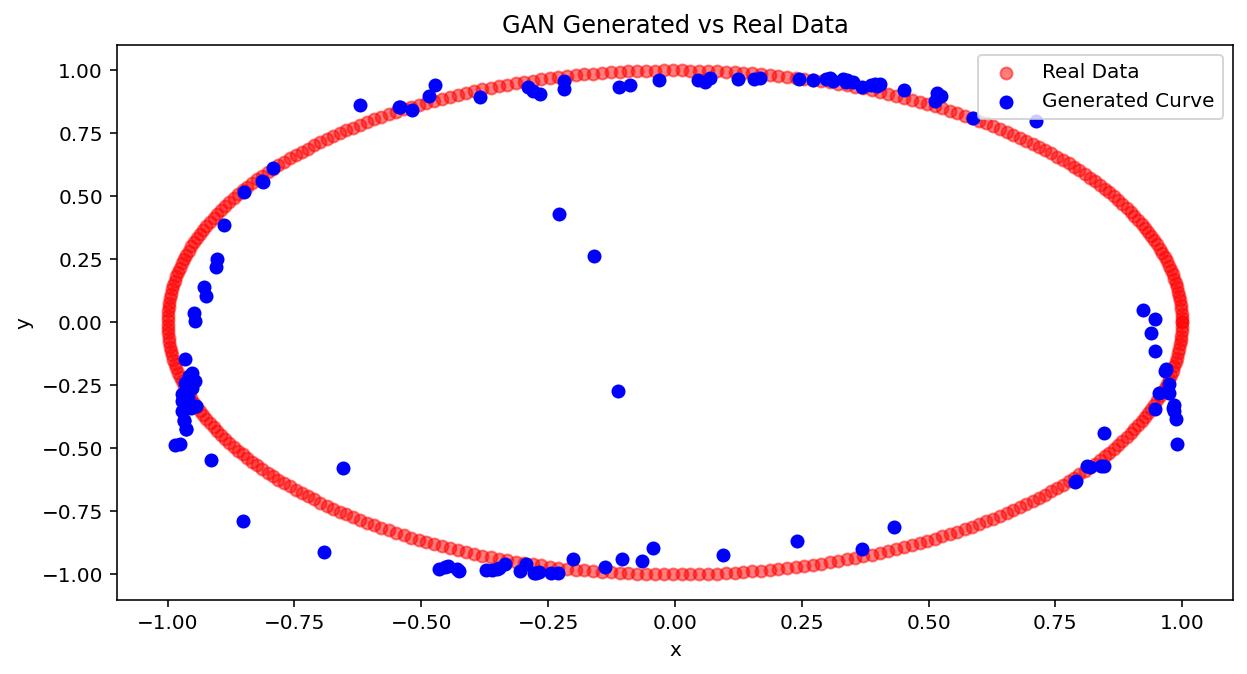 GAN Generated vs Real Data
1.00
0.75
0.50
0.25
0.00
−0.25
−0.50
−0.75
−1.00
y
Real Data
Generated Curve
−1.00 −0.75 −0.50 −0.25 0.00 0.25 0.50 0.75 1.00
x